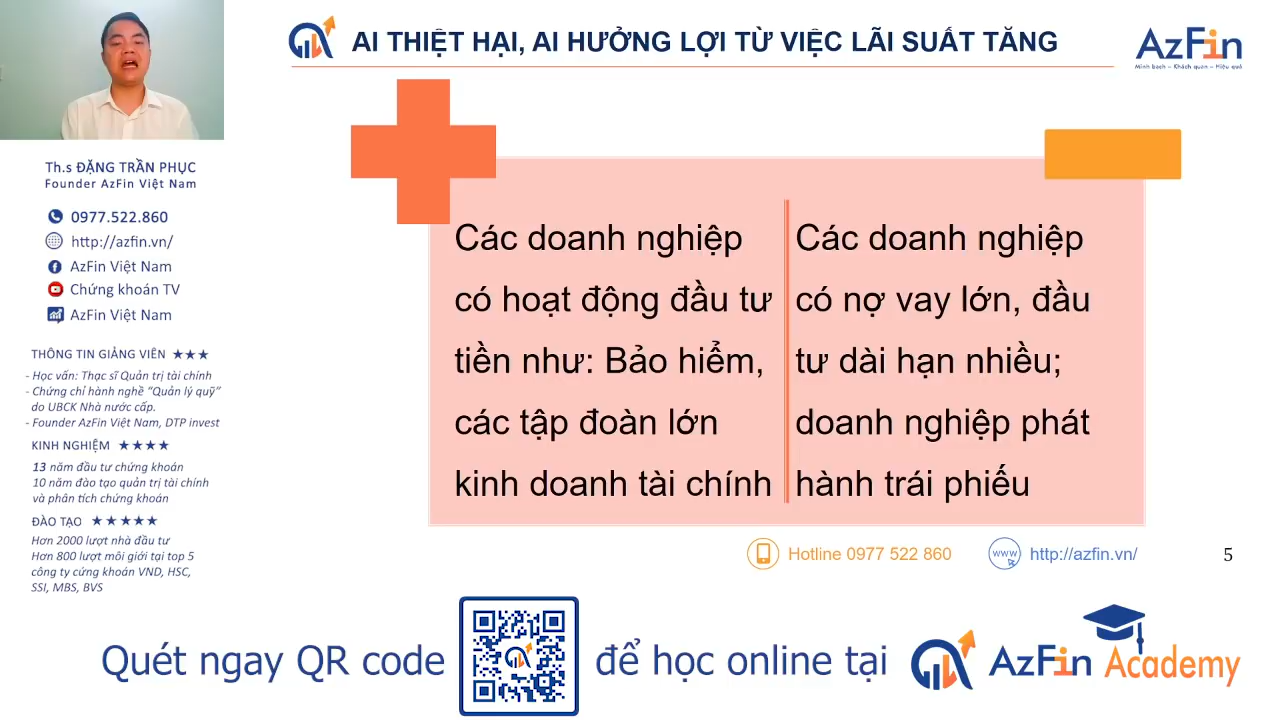 AI THIỆT HẠI, AI HƯỞNG LỢI TỪ VIỆC LÃI SUẤT TĂNG
AzFin
Minh bạch – Khách quan – Hiệu quả
Th.s ĐẶNG TRẦN PHỤC
Founder AzFin Việt Nam
0977.522.860
http://azfin.vn/
AzFin Việt Nam
Chứng khoán TV
AzFin Việt Nam
THÔNG TIN GIẢNG VIÊN ★★★
- Học vấn: Thạc sĩ Quản trị tài chính
- Chứng chỉ hành nghề "Quản lý quỹ"
do UBCK Nhà nước cấp.
- Founder AzFin Việt Nam, DTP invest
KINH NGHIỆM ★★★★
13 năm đầu tư chứng khoán
10 năm đào tạo quản trị tài chính
và phân tích chứng khoán
ĐÀO TẠO ★★★★★
Hơn 2000 lượt nhà đầu tư
Hơn 800 lượt môi giới tại top 5
công ty cứng khoán VND, HSC,
SSI, MBS, BVS
Các doanh nghiệp
có hoạt động đầu tư
tiền như: Bảo hiểm,
các tập đoàn lớn
kinh doanh tài chính
Các doanh nghiệp
có nợ vay lớn, đầu
tư dài hạn nhiều;
doanh nghiệp phát
hành trái phiếu
Hotline 0977 522 860
www
http://azfin.vn/
5
Quét ngay QR code
để học online tại
AzFin Academy